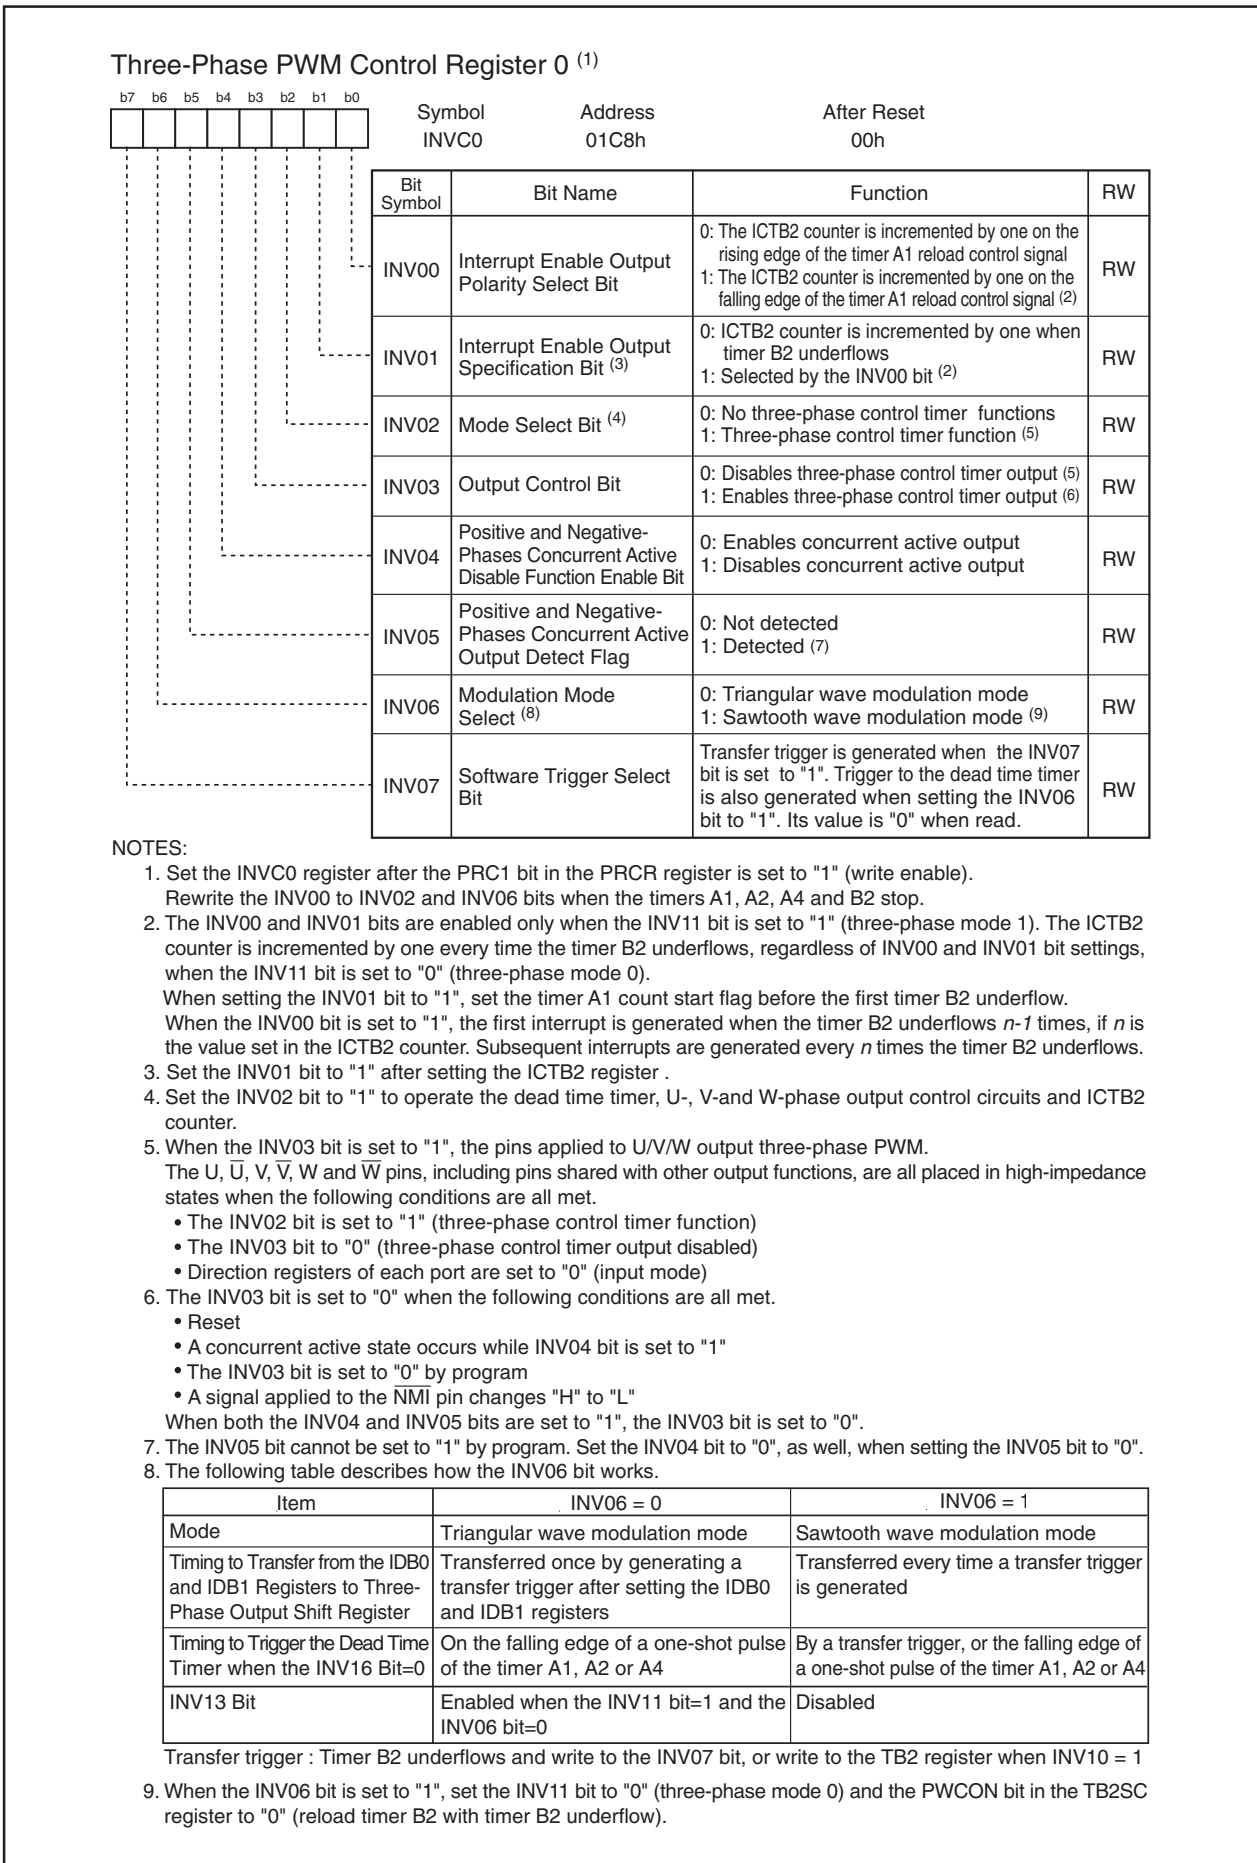 Three-Phase PWM Control Register 0 (1)
b7 b6 b5 b4 b3 b2 b1 b0
Symbol Address After Reset
INVC0 01C8h 00h
Bit Symbol Bit Name Function RW
INV00 Interrupt Enable Output Polarity Select Bit
0: The ICTB2 counter is incremented by one on the
rising edge of the timer A1 reload control signal
1: The ICTB2 counter is incremented by one on the
falling edge of the timer A1 reload control signal (2)
RW
INV01 Interrupt Enable Output Specification Bit (3)
0: ICTB2 counter is incremented by one when
timer B2 underflows
1: Selected by the INV00 bit (2)
RW
INV02 Mode Select Bit (4)
0: No three-phase control timer functions
1: Three-phase control timer function (5)
RW
INV03 Output Control Bit
0: Disables three-phase control timer output (5)
1: Enables three-phase control timer output (6)
RW
INV04 Positive and Negative-
Phases Concurrent Active
Disable Function Enable Bit
0: Enables concurrent active output
1: Disables concurrent active output
RW
INV05 Positive and Negative-
Phases Concurrent Active
Output Detect Flag
0: Not detected
1: Detected (7)
RW
INV06 Modulation Mode
Select (8)
0: Triangular wave modulation mode
1: Sawtooth wave modulation mode (9)
RW
INV07 Software Trigger Select
Bit
Transfer trigger is generated when the INV07
bit is set to "1". Trigger to the dead time timer
is also generated when setting the INV06
bit to "1". Its value is "0" when read.
RW
NOTES:
1. Set the INVC0 register after the PRC1 bit in the PRCR register is set to "1" (write enable).
Rewrite the INV00 to INV02 and INV06 bits when the timers A1, A2, A4 and B2 stop.
2. The INV00 and INV01 bits are enabled only when the INV11 bit is set to "1" (three-phase mode 1). The ICTB2
counter is incremented by one every time the timer B2 underflows, regardless of INV00 and INV01 bit settings,
when the INV11 bit is set to "0" (three-phase mode 0).
When setting the INV01 bit to "1", set the timer A1 count start flag before the first timer B2 underflow.
When the INV00 bit is set to "1", the first interrupt is generated when the timer B2 underflows n-1 times, if n is
the value set in the ICTB2 counter. Subsequent interrupts are generated every n times the timer B2 underflows.
3. Set the INV01 bit to "1" after setting the ICTB2 register .
4. Set the INV02 bit to "1" to operate the dead time timer, U-, V-and W-phase output control circuits and ICTB2
counter.
5. When the INV03 bit is set to "1", the pins applied to U/V/W output three-phase PWM.
The U, U̅, V, V̅, W and W̅ pins, including pins shared with other output functions, are all placed in high-impedance
states when the following conditions are all met.
• The INV02 bit is set to "1" (three-phase control timer function)
• The INV03 bit to "0" (three-phase control timer output disabled)
• Direction registers of each port are set to "0" (input mode)
6. The INV03 bit is set to "0" when the following conditions are all met.
• Reset
• A concurrent active state occurs while INV04 bit is set to "1"
• The INV03 bit is set to "0" by program
• A signal applied to the N̅M̅I̅ pin changes "H" to "L"
When both the INV04 and INV05 bits are set to "1", the INV03 bit is set to "0".
7. The INV05 bit cannot be set to "1" by program. Set the INV04 bit to "0", as well, when setting the INV05 bit to "0".
8. The following table describes how the INV06 bit works.
Item INV06 = 0 INV06 = 1
Mode Triangular wave modulation mode Sawtooth wave modulation mode
Timing to Transfer from the IDB0
and IDB1 Registers to Three-
Phase Output Shift Register
Transferred once by generating a
transfer trigger after setting the IDB0
and IDB1 registers
Transferred every time a transfer trigger
is generated
Timing to Trigger the Dead Time
Timer when the INV16 Bit=0
On the falling edge of a one-shot pulse
of the timer A1, A2 or A4
By a transfer trigger, or the falling edge of
a one-shot pulse of the timer A1, A2 or A4
INV13 Bit
Enabled when the INV11 bit=1 and the
INV06 bit=0
Disabled
Transfer trigger : Timer B2 underflows and write to the INV07 bit, or write to the TB2 register when INV10 = 1
9. When the INV06 bit is set to "1", set the INV11 bit to "0" (three-phase mode 0) and the PWCON bit in the TB2SC
register to "0" (reload timer B2 with timer B2 underflow).